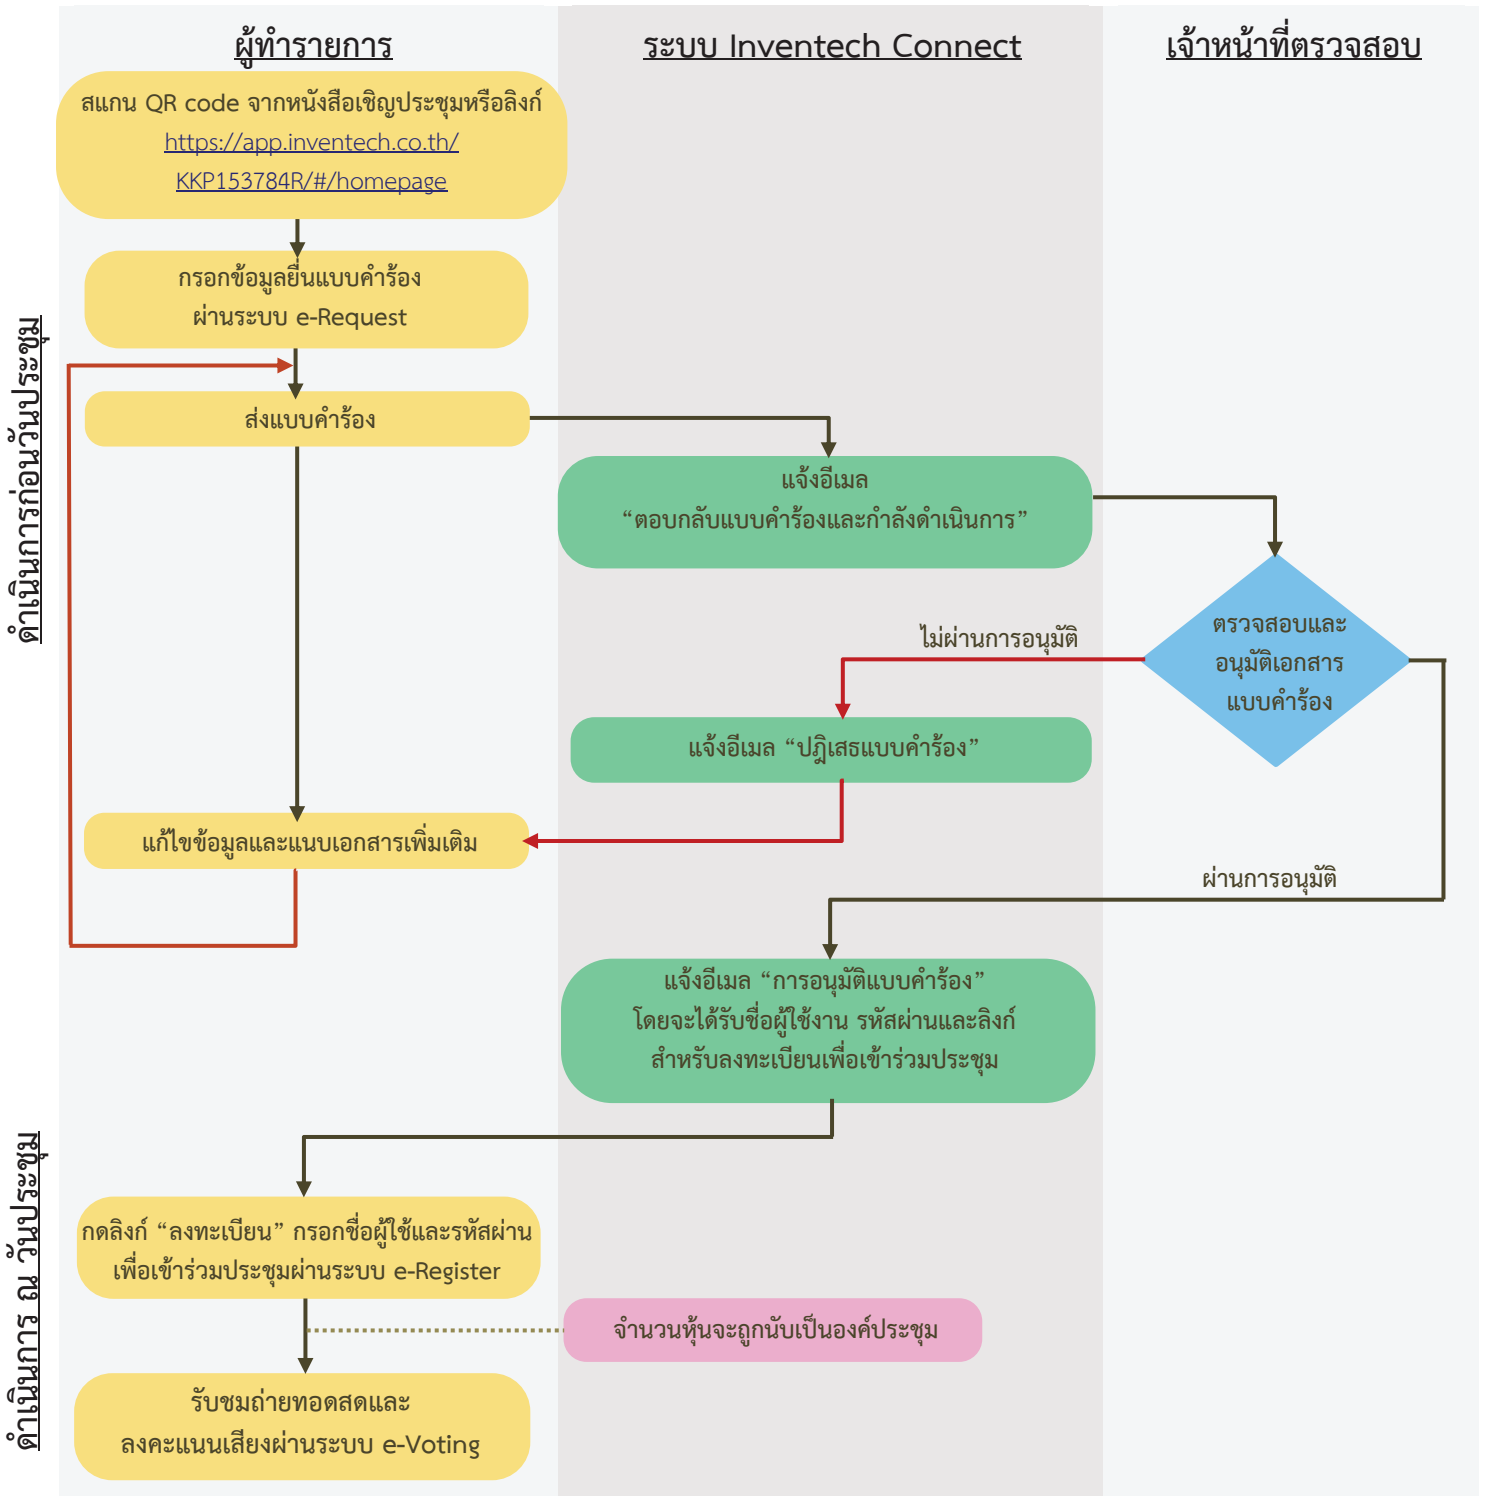 ผู้ทำรายการ
ระบบ Inventech Connect
เจ้าหน้าที่ตรวจสอบ
ดำเนินการก่อนวันประชุม
สแกน QR code จากหนังสือเชิญประชุมหรือลิงก์
https://app.inventech.co.th/
KKP153784R/#/homepage
กรอกข้อมูลยื่นแบบคำร้อง
ผ่านระบบ e-Request
ส่งแบบคำร้อง
แจ้งอีเมล
“ตอบกลับแบบคำร้องและกำลังดำเนินการ”
ตรวจสอบและ
อนุมัติเอกสาร
แบบคำร้อง
ไม่ผ่านการอนุมัติ
แจ้งอีเมล “ปฎิเสธแบบคำร้อง”
แก้ไขข้อมูลและแนบเอกสารเพิ่มเติม
ผ่านการอนุมัติ
แจ้งอีเมล “การอนุมัติแบบคำร้อง”
โดยจะได้รับชื่อผู้ใช้งาน รหัสผ่านและลิงก์
สำหรับลงทะเบียนเพื่อเข้าร่วมประชุม
ดำเนินการ ณ วันประชุม
กดลิงก์ “ลงทะเบียน” กรอกชื่อผู้ใช้และรหัสผ่าน
เพื่อเข้าร่วมประชุมผ่านระบบ e-Register
จำนวนหุ้นจะถูกนับเป็นองค์ประชุม
รับชมถ่ายทอดสดและ
ลงคะแนนเสียงผ่านระบบ e-Voting